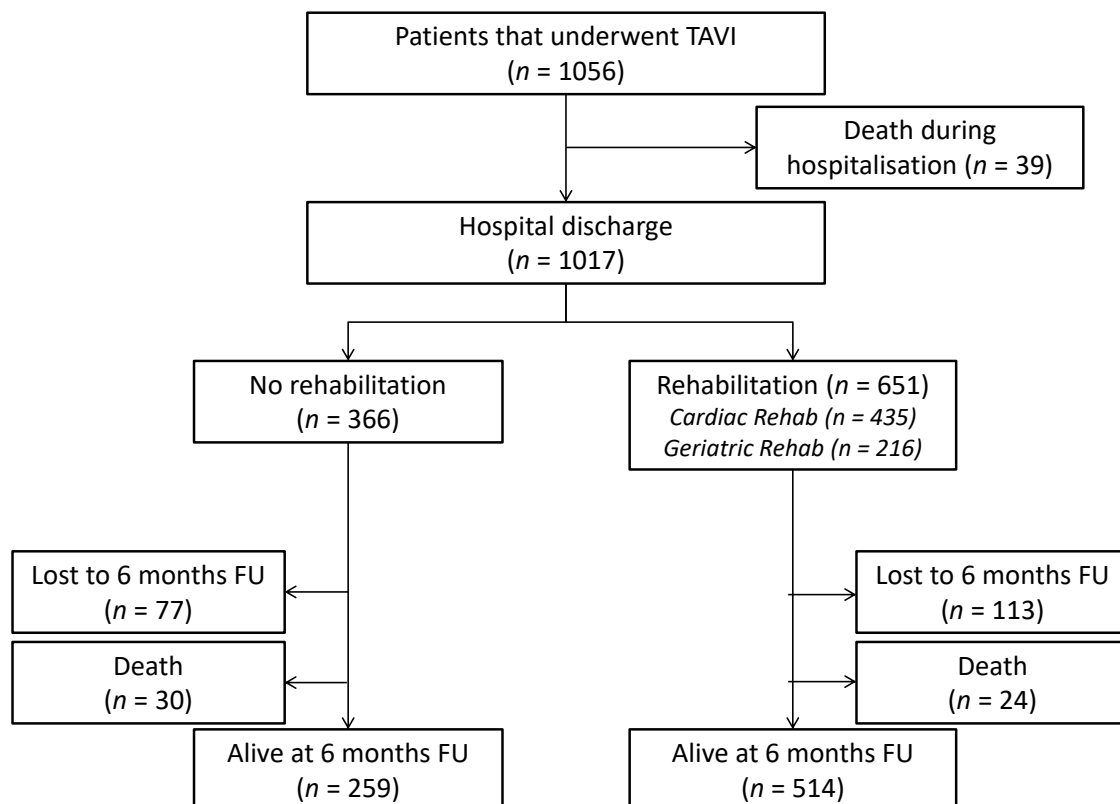 Patients that underwent TAVI
(n = 1056)
Death during
hospitalisation (n = 39)
Hospital discharge
(n = 1017)
No rehabilitation
(n = 366)
Rehabilitation (n = 651)
Cardiac Rehab (n = 435)
Geriatric Rehab (n = 216)
Lost to 6 months FU
(n = 77)
Lost to 6 months FU
(n = 113)
Death
(n = 30)
Death
(n = 24)
Alive at 6 months FU
(n = 259)
Alive at 6 months FU
(n = 514)